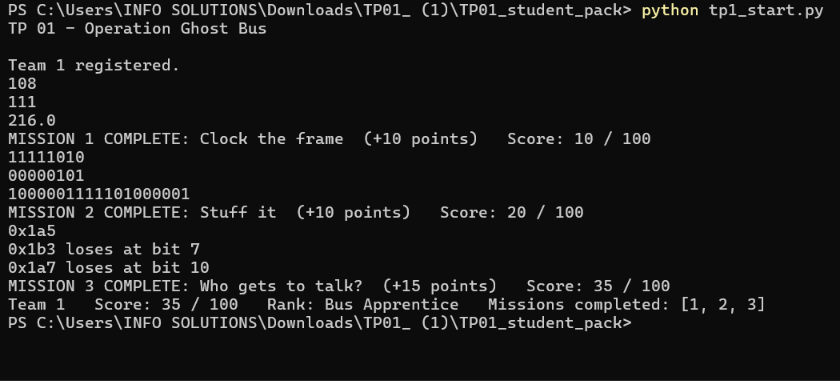 PS C:\Users\INFO SOLUTIONS\Downloads\TP01_ (1)\TP01_student_pack> python tp1_start.py
TP 01 — Operation Ghost Bus
Team 1 registered.
108
111
216.0
MISSION 1 COMPLETE: Clock the frame  (+10 points)   Score: 10 / 100
11111010
00000101
1000001111101000001
MISSION 2 COMPLETE: Stuff it  (+10 points)   Score: 20 / 100
0x1a5
0x1b3 loses at bit 7
0x1a7 loses at bit 10
MISSION 3 COMPLETE: Who gets to talk?  (+15 points)   Score: 35 / 100
Team 1   Score: 35 / 100   Rank: Bus Apprentice   Missions completed: [1, 2, 3]
PS C:\Users\INFO SOLUTIONS\Downloads\TP01_ (1)\TP01_student_pack>